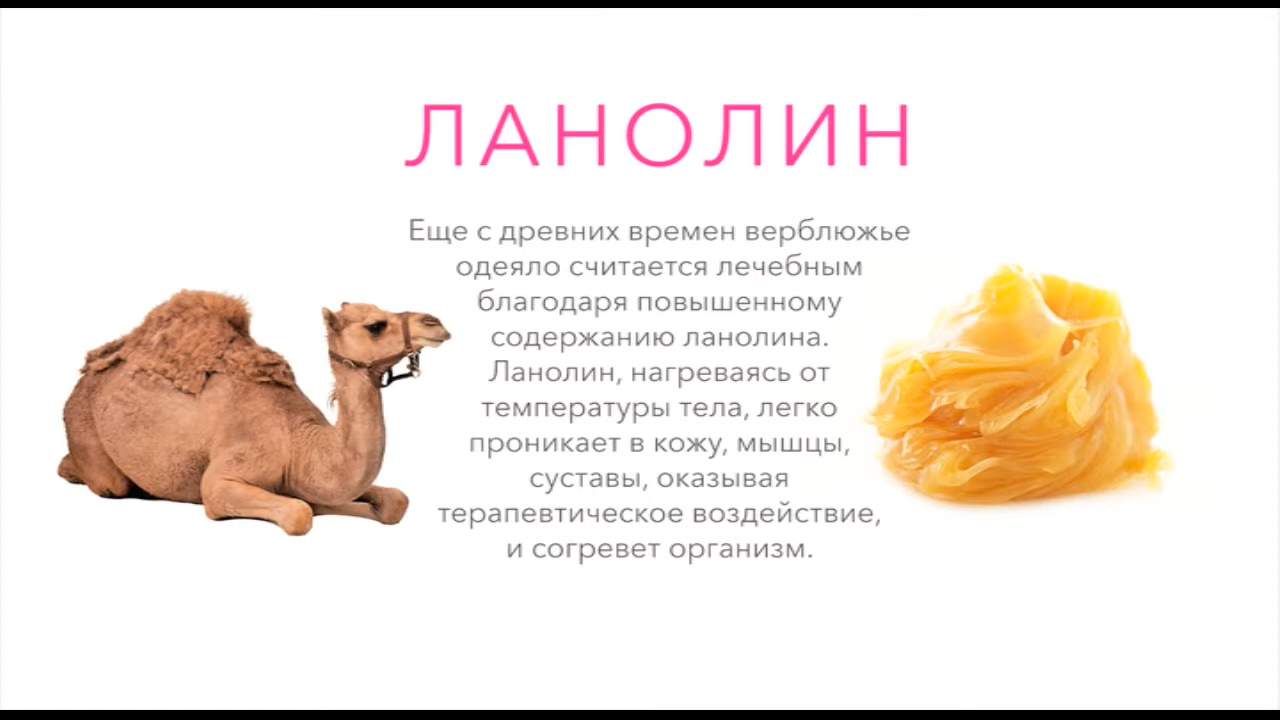 ЛАНОЛИН
Еще с древних времен верблюжье
одеяло считается лечебным
благодаря повышенному
содержанию ланолина.
Ланолин, нагреваясь от
температуры тела, легко
проникает в кожу, мышцы,
суставы, оказывая
терапевтическое воздействие,
и согревет организм.